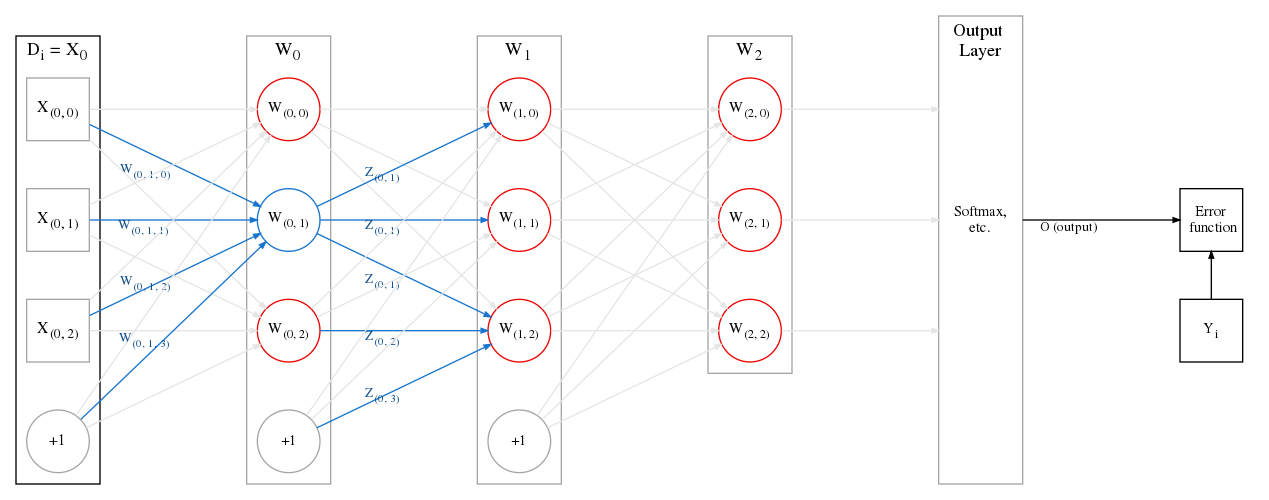 D_i = X_0
W_0
W_1
W_2
Output
Layer
X_(0, 0)
W_(0, 0)
W_(1, 0)
W_(2, 0)
W_(0, 1, 0)
Z_(0, 1)
X_(0, 1)
W_(0, 1)
W_(1, 1)
W_(2, 1)
Softmax,
etc.
Error
function
W_(0, 1, 1)
Z_(0, 1)
O (output)
W_(0, 1, 2)
Z_(0, 1)
X_(0, 2)
W_(0, 2)
W_(1, 2)
W_(2, 2)
Y_i
W_(0, 1, 3)
Z_(0, 2)
Z_(0, 3)
+1
+1
+1